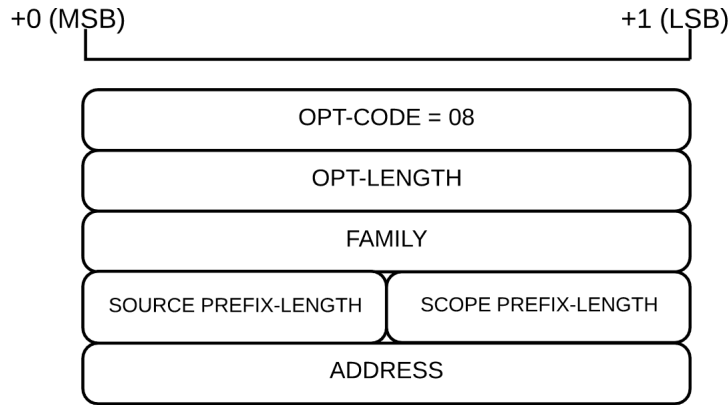 +0 (MSB) +1 (LSB)
OPT-CODE = 08
OPT-LENGTH
FAMILY
SOURCE PREFIX-LENGTH SCOPE PREFIX-LENGTH
ADDRESS